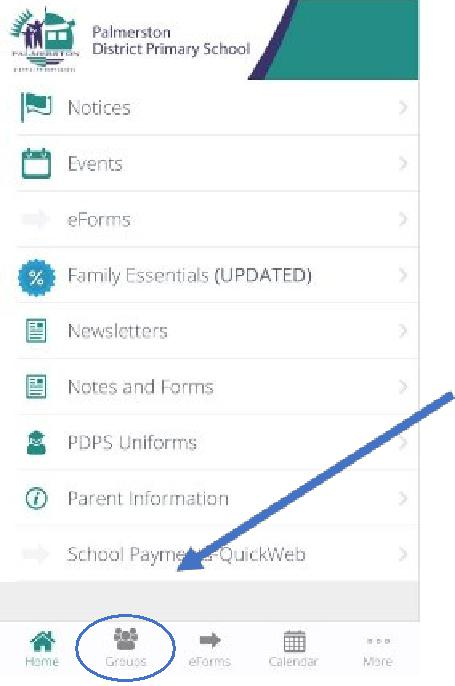 Palmerston
District Primary School
PALMERSTON
Notices
Events
eForms
%
Family Essentials (UPDATED)
Newsletters
Notes and Forms
PDPS Uniforms
Parent Information
School Payments-QuickWeb
Home
Groups
eForms
Calendar
More